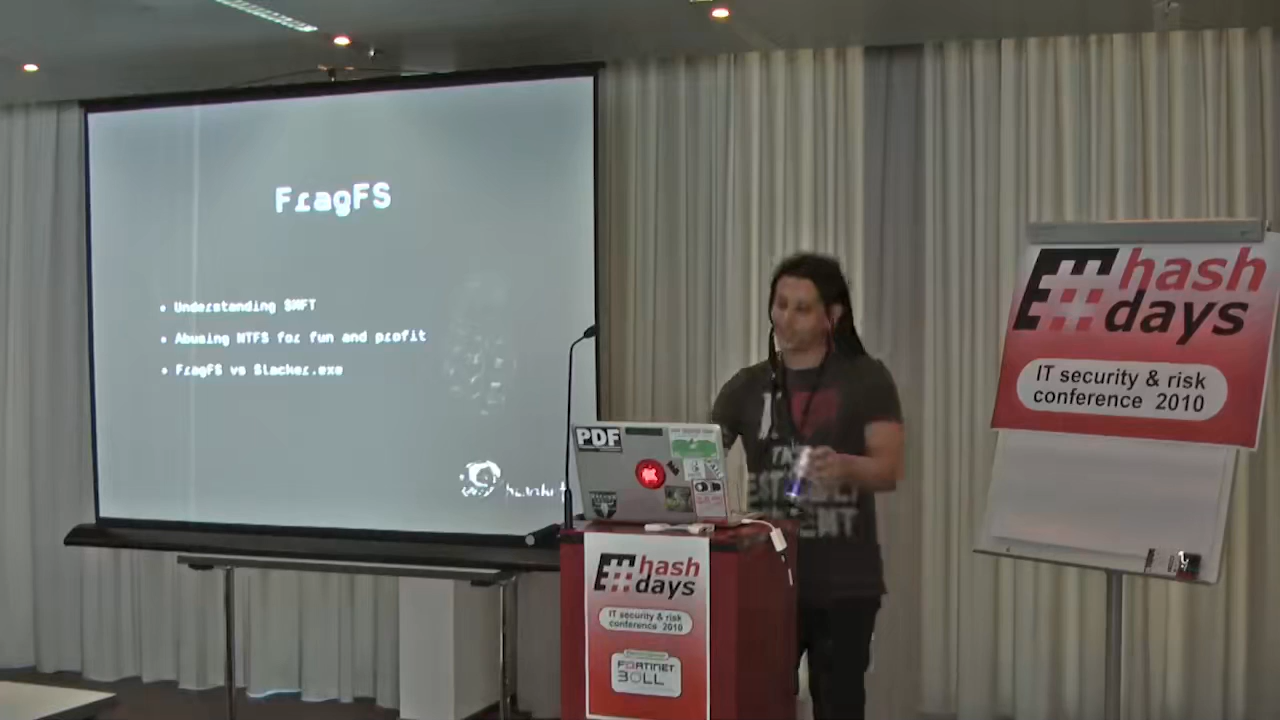 FragFS
• Understanding $MFT
• Abusing NTFS for fun and profit
• FragFS vs Slacker.exe
PDF
hash
days
IT security & risk
conference 2010
FORTINET
BOLL
hash
days
IT security & risk
conference 2010